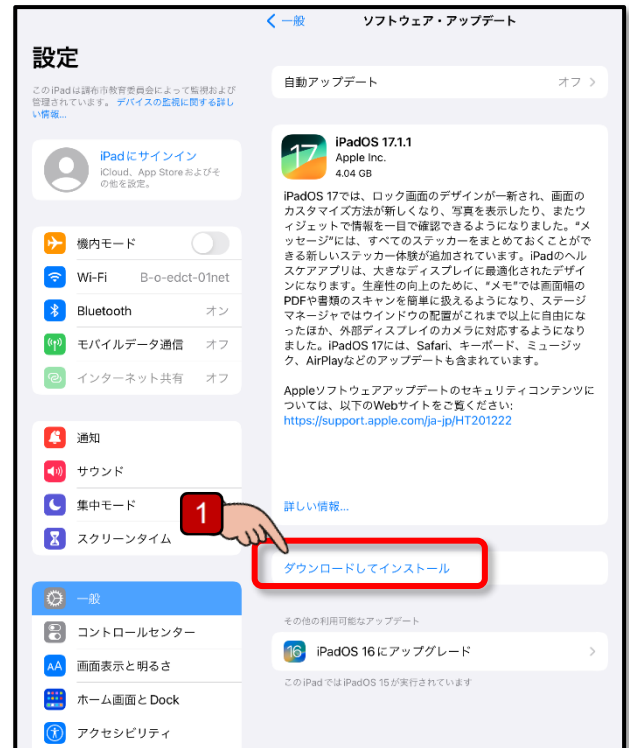 設定
このiPadは調布市教育委員会によって監視および
管理されています。デバイスの監視に関する詳し
い情報...
iPadにサインイン
iCloud、App Storeおよびそ
の他を設定。
機内モード
Wi-Fi B-o-edct-01net
Bluetooth オン
モバイルデータ通信 オフ
インターネット共有 オフ
通知
サウンド
集中モード
スクリーンタイム
一般
コントロールセンター
AA 画面表示と明るさ
ホーム画面とDock
アクセシビリティ
一般 ソフトウェア・アップデート
自動アップデート オフ
17
iPadOS 17.1.1
Apple Inc.
4.04 GB
iPadOS 17では、ロック画面のデザインが一新され、画面の
カスタマイズ方法が新しくなり、写真を表示したり、またウ
ィジェットで情報を一目で確認できるようになりました。“メ
ッセージ”には、すべてのステッカーをまとめておくことがで
きる新しいステッカー体験が追加されています。iPadのヘル
スケアアプリは、大きなディスプレイに最適化されたデザイ
ンになります。生産性の向上のために、“メモ”では画面幅の
PDFや書類のスキャンを簡単に扱えるようになり、ステージ
マネージャではウインドウの配置がこれまで以上に自由にな
ったほか、外部ディスプレイのカメラに対応するようになり
ました。iPadOS 17には、Safari、キーボード、ミュージッ
ク、AirPlayなどのアップデートも含まれています。
Appleソフトウェアアップデートのセキュリティコンテンツに
ついては、以下のWebサイトをご覧ください:
https://support.apple.com/ja-jp/HT201222
詳しい情報...
1
ダウンロードしてインストール
その他の利用可能なアップデート
16 iPadOS 16にアップグレード
このiPadではiPadOS 15が実行されています